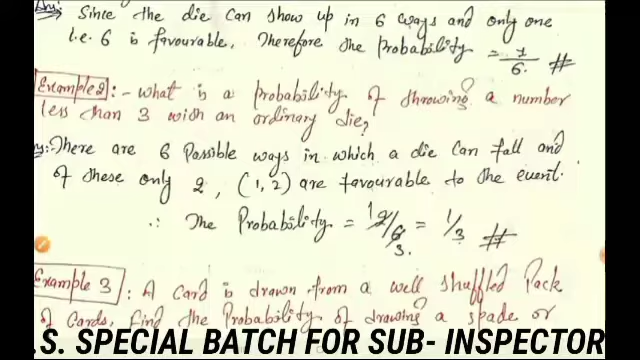 Since the die can show up in 6 ways and only one
i.e. 6 is favourable, Therefore the Probability = 1/6. #
Example 2 :- What is a Probability of throwing a number
less than 3 with an ordinary die?
There are 6 Possible ways in which a die can fall and
of these only 2, (1,2) are favourable to the event.
∴ The Probability = 2/6 = 1/3 #
Example 3 : A card is drawn from a well shuffled Pack
of Cards, find the Probability of drawing a spade or
.S. SPECIAL BATCH FOR SUB- INSPECTOR